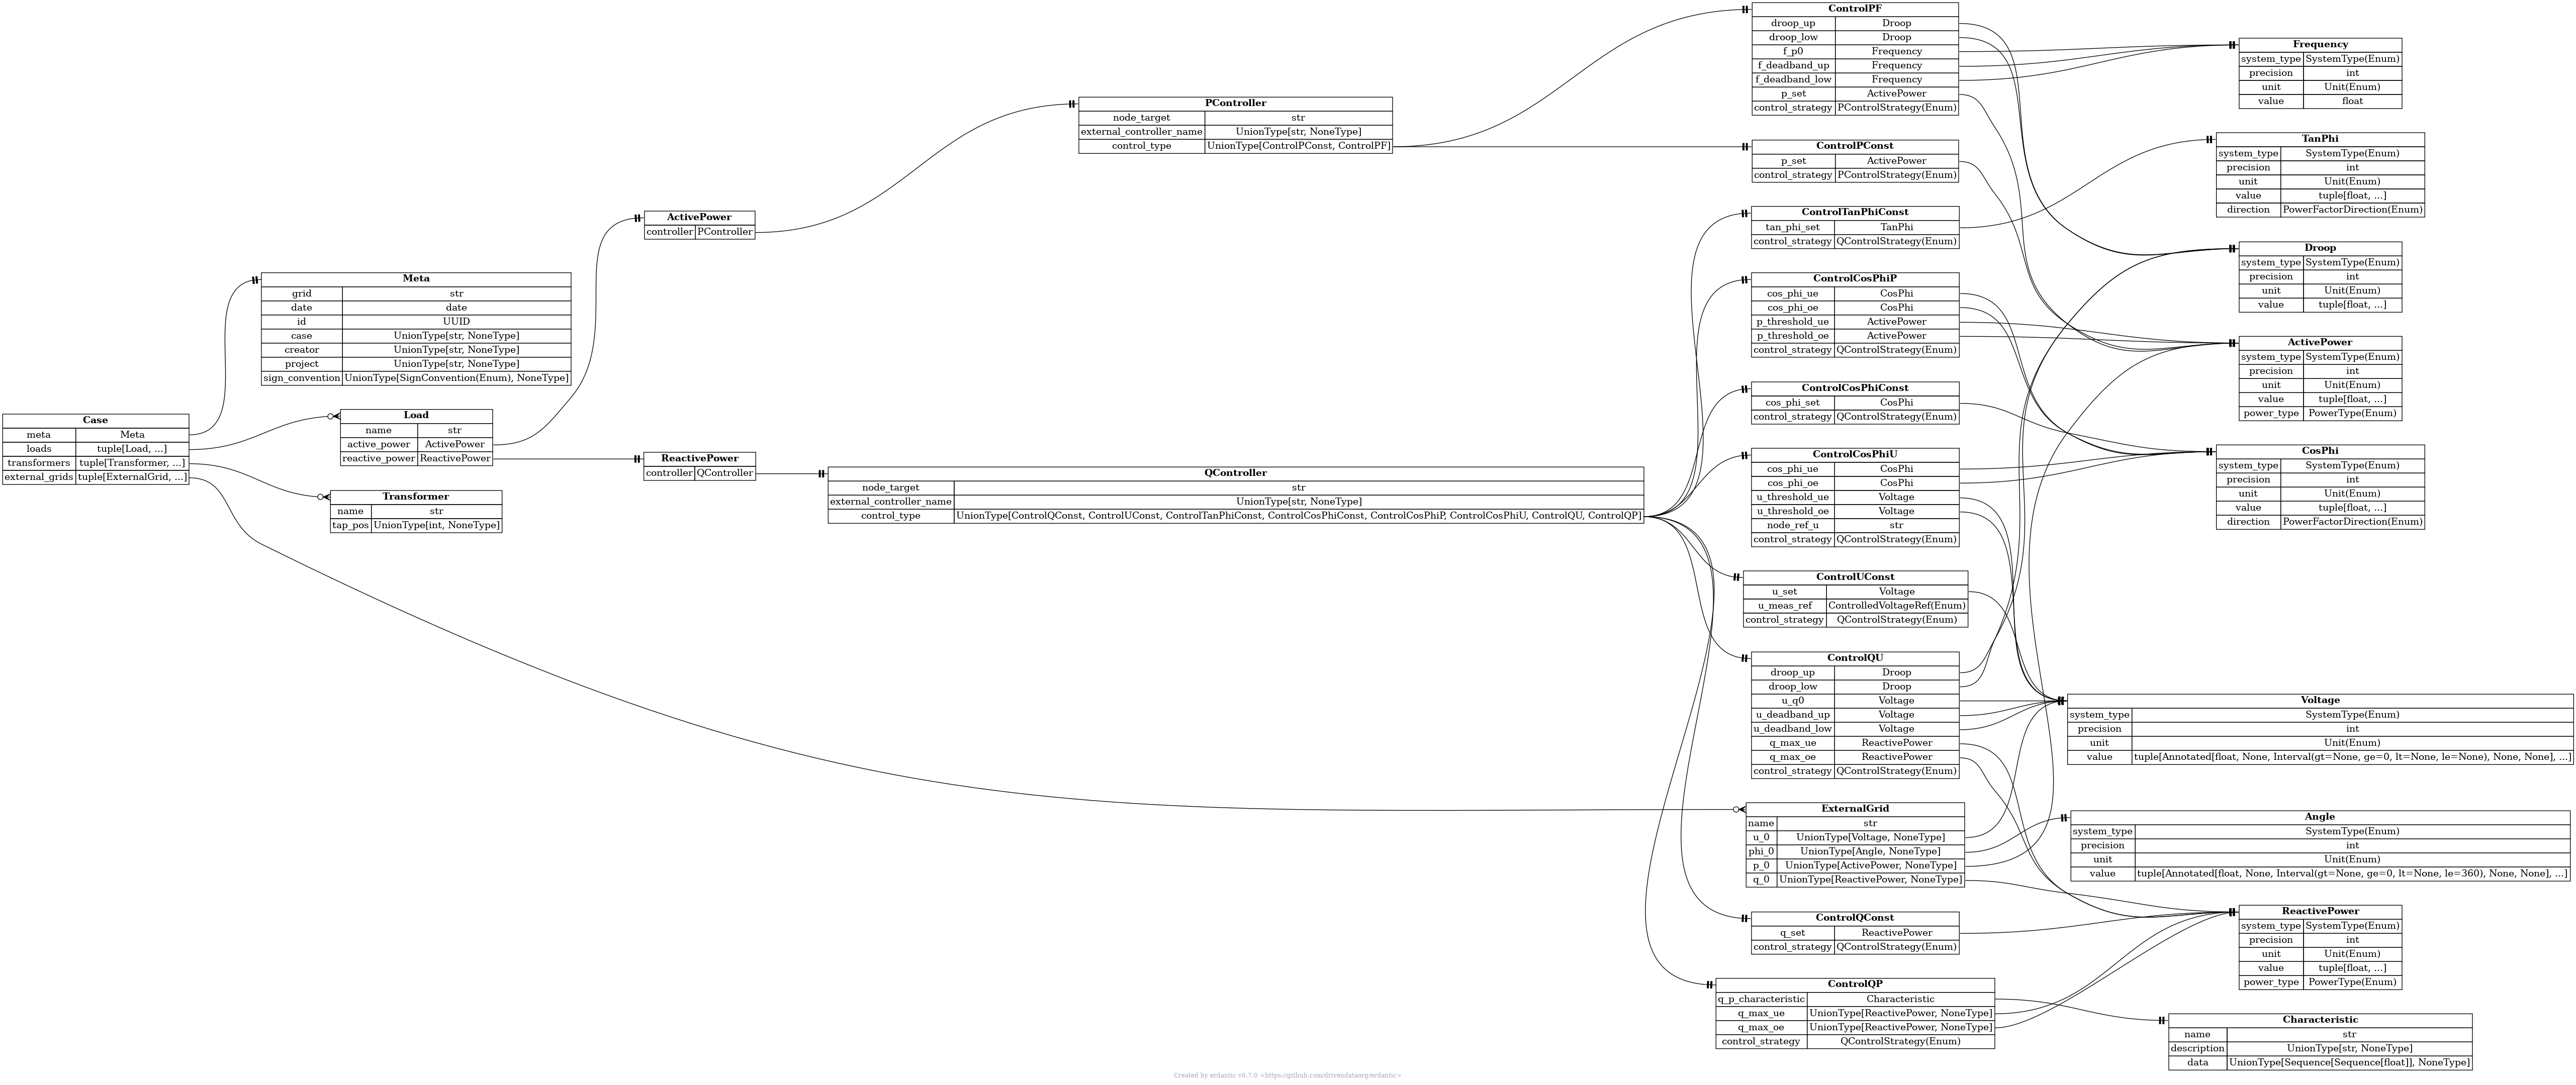 Case
meta Meta
loads tuple[Load, ...]
transformers tuple[Transformer, ...]
external_grids tuple[ExternalGrid, ...]
Meta
grid str
date date
id UUID
case UnionType[str, NoneType]
creator UnionType[str, NoneType]
project UnionType[str, NoneType]
sign_convention UnionType[SignConvention(Enum), NoneType]
Load
name str
active_power ActivePower
reactive_power ReactivePower
Transformer
name str
tap_pos UnionType[int, NoneType]
ActivePower
controller PController
ReactivePower
controller QController
PController
node_target str
external_controller_name UnionType[str, NoneType]
control_type UnionType[ControlPConst, ControlPF]
QController
node_target str
external_controller_name UnionType[str, NoneType]
control_type UnionType[ControlQConst, ControlUConst, ControlTanPhiConst, ControlCosPhiConst, ControlCosPhiP, ControlCosPhiU, ControlQU, ControlQP]
ControlPF
droop_up Droop
droop_low Droop
f_p0 Frequency
f_deadband_up Frequency
f_deadband_low Frequency
p_set ActivePower
control_strategy PControlStrategy(Enum)
ControlPConst
p_set ActivePower
control_strategy PControlStrategy(Enum)
ControlTanPhiConst
tan_phi_set TanPhi
control_strategy QControlStrategy(Enum)
ControlCosPhiP
cos_phi_ue CosPhi
cos_phi_oe CosPhi
p_threshold_ue ActivePower
p_threshold_oe ActivePower
control_strategy QControlStrategy(Enum)
ControlCosPhiConst
cos_phi_set CosPhi
control_strategy QControlStrategy(Enum)
ControlCosPhiU
cos_phi_ue CosPhi
cos_phi_oe CosPhi
u_threshold_ue Voltage
u_threshold_oe Voltage
node_ref_u str
control_strategy QControlStrategy(Enum)
ControlUConst
u_set Voltage
u_meas_ref ControlledVoltageRef(Enum)
control_strategy QControlStrategy(Enum)
ControlQU
droop_up Droop
droop_low Droop
u_q0 Voltage
u_deadband_up Voltage
u_deadband_low Voltage
q_max_ue ReactivePower
q_max_oe ReactivePower
control_strategy QControlStrategy(Enum)
ExternalGrid
name str
u_0 UnionType[Voltage, NoneType]
phi_0 UnionType[Angle, NoneType]
p_0 UnionType[ActivePower, NoneType]
q_0 UnionType[ReactivePower, NoneType]
ControlQConst
q_set ReactivePower
control_strategy QControlStrategy(Enum)
ControlQP
q_p_characteristic Characteristic
q_max_ue UnionType[ReactivePower, NoneType]
q_max_oe UnionType[ReactivePower, NoneType]
control_strategy QControlStrategy(Enum)
Frequency
system_type SystemType(Enum)
precision int
unit Unit(Enum)
value float
TanPhi
system_type SystemType(Enum)
precision int
unit Unit(Enum)
value tuple[float, ...]
direction PowerFactorDirection(Enum)
Droop
system_type SystemType(Enum)
precision int
unit Unit(Enum)
value tuple[float, ...]
ActivePower
system_type SystemType(Enum)
precision int
unit Unit(Enum)
value tuple[float, ...]
power_type PowerType(Enum)
CosPhi
system_type SystemType(Enum)
precision int
unit Unit(Enum)
value tuple[float, ...]
direction PowerFactorDirection(Enum)
Voltage
system_type SystemType(Enum)
precision int
unit Unit(Enum)
value tuple[Annotated[float, None, Interval(gt=None, ge=0, lt=None, le=None), None, None], ...]
Angle
system_type SystemType(Enum)
precision int
unit Unit(Enum)
value tuple[Annotated[float, None, Interval(gt=None, ge=0, lt=None, le=360), None, None], ...]
ReactivePower
system_type SystemType(Enum)
precision int
unit Unit(Enum)
value tuple[float, ...]
power_type PowerType(Enum)
Characteristic
name str
description UnionType[str, NoneType]
data UnionType[Sequence[Sequence[float]], NoneType]
Created by erdantic v0.7.0 <https://github.com/drivendataorg/erdantic>